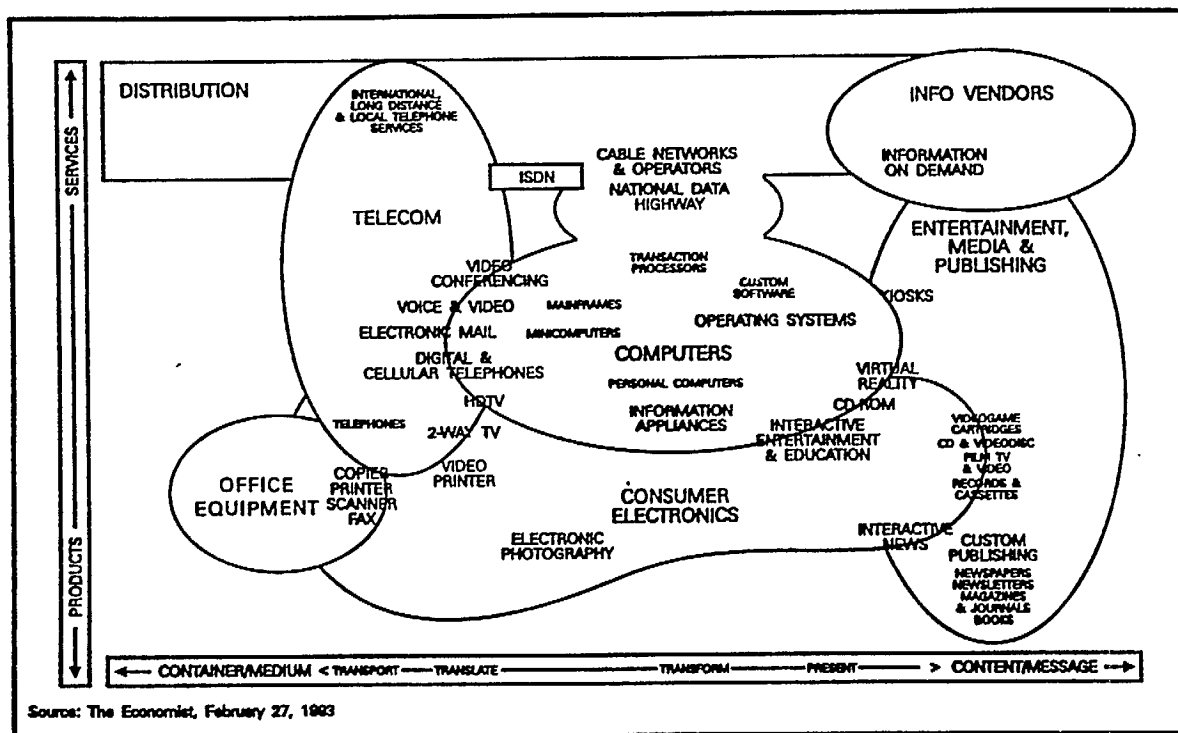 DISTRIBUTION
INTERNATIONAL,
LONG DISTANCE
& LOCAL TELEPHONE
SERVICES
INFO VENDORS
INFORMATION
ON DEMAND
SERVICES
CABLE NETWORKS
& OPERATORS
ISDN
NATIONAL DATA
HIGHWAY
TELECOM
ENTERTAINMENT,
MEDIA &
PUBLISHING
VIDEO
CONFERENCING
TRANSACTION
PROCESSORS
CUSTOM
SOFTWARE
KIOSKS
VOICE & VIDEO
MAINFRAMES
OPERATING SYSTEMS
ELECTRONIC MAIL
MINICOMPUTERS
COMPUTERS
DIGITAL &
CELLULAR TELEPHONES
PERSONAL COMPUTERS
VIRTUAL
REALITY
HDTV
CD-ROM
INFORMATION
APPLIANCES
TELEPHONES
2-WAY TV
INTERACTIVE
ENTERTAINMENT
& EDUCATION
VIDEOGAME
CARTRIDGES
CD & VIDEODISC
FILM TV
& VIDEO
RECORDS &
CASSETTES
VIDEO
PRINTER
OFFICE
EQUIPMENT
COPIER
PRINTER
SCANNER
FAX
CONSUMER
ELECTRONICS
ELECTRONIC
PHOTOGRAPHY
INTERACTIVE
NEWS
CUSTOM
PUBLISHING
NEWSPAPERS
NEWSLETTERS
MAGAZINES
& JOURNALS
BOOKS
PRODUCTS
CONTAINER/MEDIUM < TRANSPORT TRANSLATE TRANSFORM PRESENT > CONTENT/MESSAGE
Source: The Economist, February 27, 1993